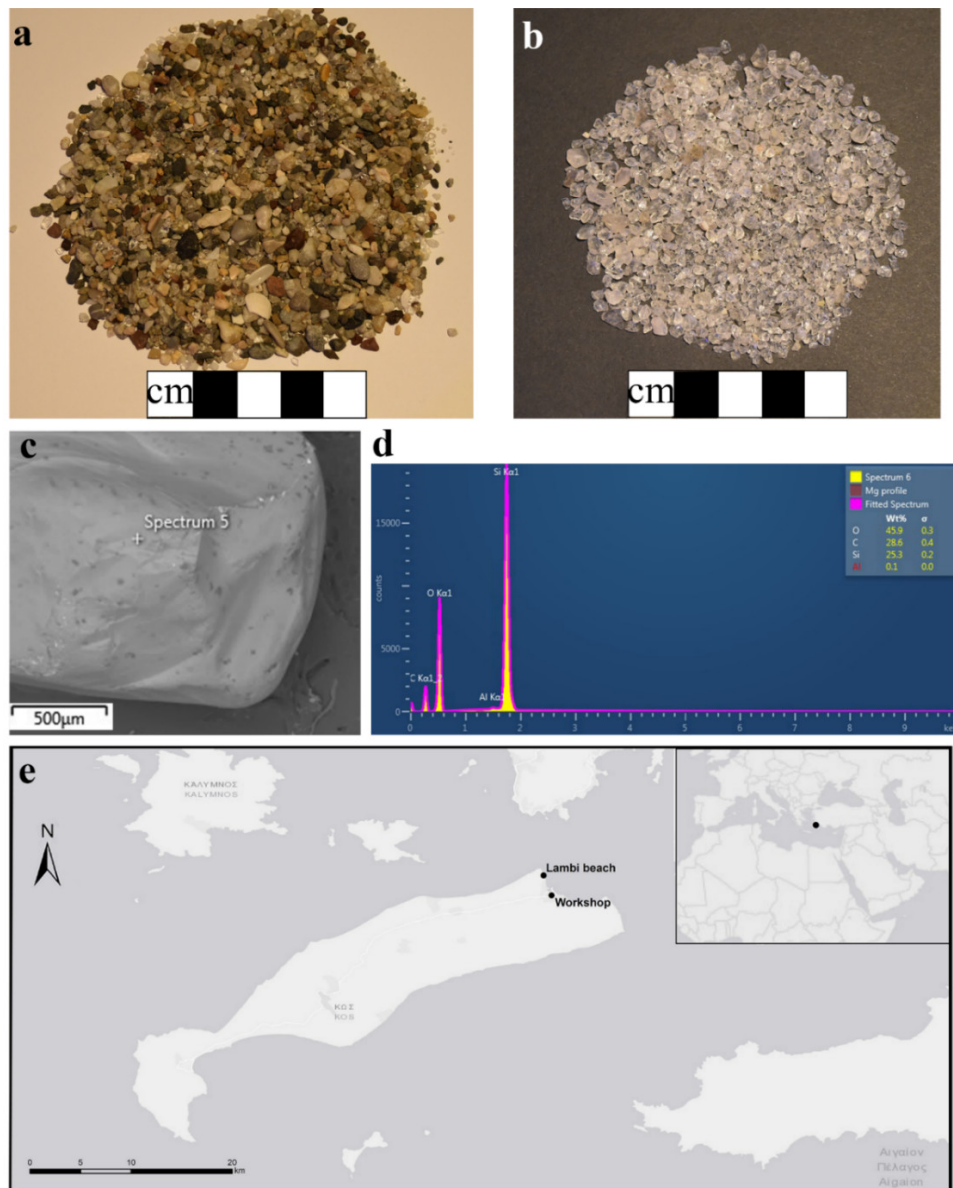 a
b
cm
cm
c
Spectrum 5
500μm
d
Si Kα1
O Kα1
C Kα1_2
Al Kα1
counts
15000
5000
0
0 1 2 3 4 5 6 7 8 9
Spectrum 6
Mg profile
Fitted Spectrum
Wt% σ
O 45.9 0.3
C 28.6 0.4
Si 25.3 0.2
Al 0.1 0.0
e
ΚΑΛΥΜΝΟΣ
KALYMNOS
N
Lambi beach
Workshop
ΚΩΣ
KOS
0 5 10 20
km
Αιγαίον
Πέλαγος
Aigaion